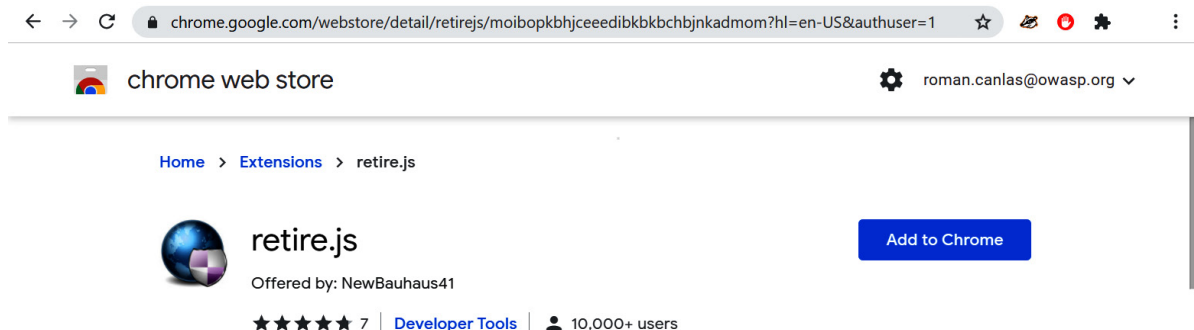 chrome.google.com/webstore/detail/retirejs/moibopkbhjceeedibkbkbchbjnkadmom?hl=en-US&authuser=1
chrome web store
roman.canlas@owasp.org
Home > Extensions > retire.js
retire.js
Add to Chrome
Offered by: NewBauhaus41
7 | Developer Tools | 10,000+ users